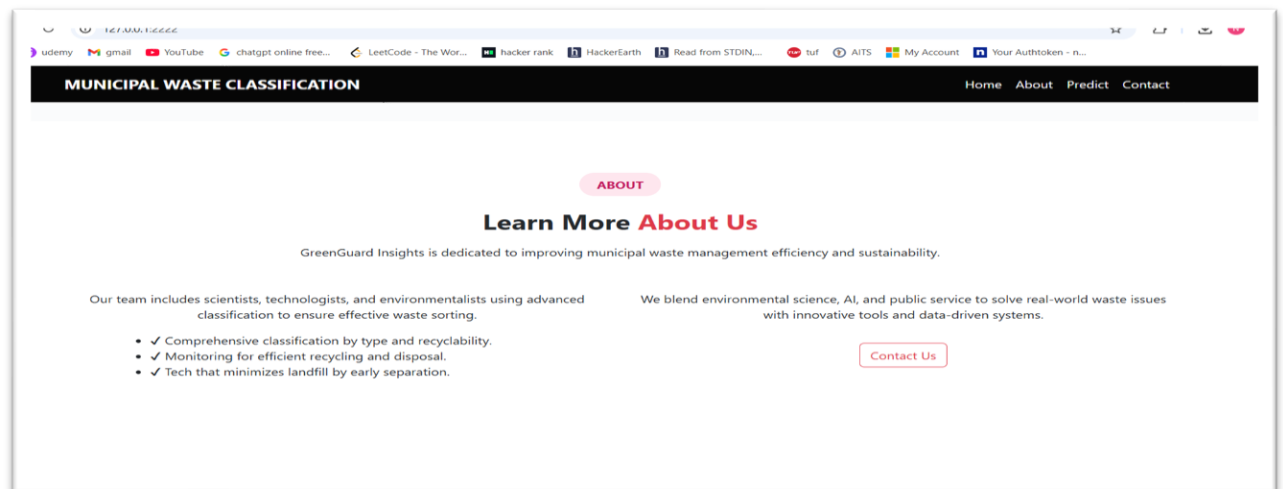 127.0.0.1:2222
udemy gmail YouTube chatgpt online free... LeetCode - The Wor... hacker rank HackerEarth Read from STDIN,... tuf AITS My Account Your Authtoken - n...
MUNICIPAL WASTE CLASSIFICATION Home About Predict Contact
ABOUT
Learn More About Us
GreenGuard Insights is dedicated to improving municipal waste management efficiency and sustainability.
Our team includes scientists, technologists, and environmentalists using advanced
classification to ensure effective waste sorting.
• ✓ Comprehensive classification by type and recyclability.
• ✓ Monitoring for efficient recycling and disposal.
• ✓ Tech that minimizes landfill by early separation.
We blend environmental science, AI, and public service to solve real-world waste issues
with innovative tools and data-driven systems.
Contact Us